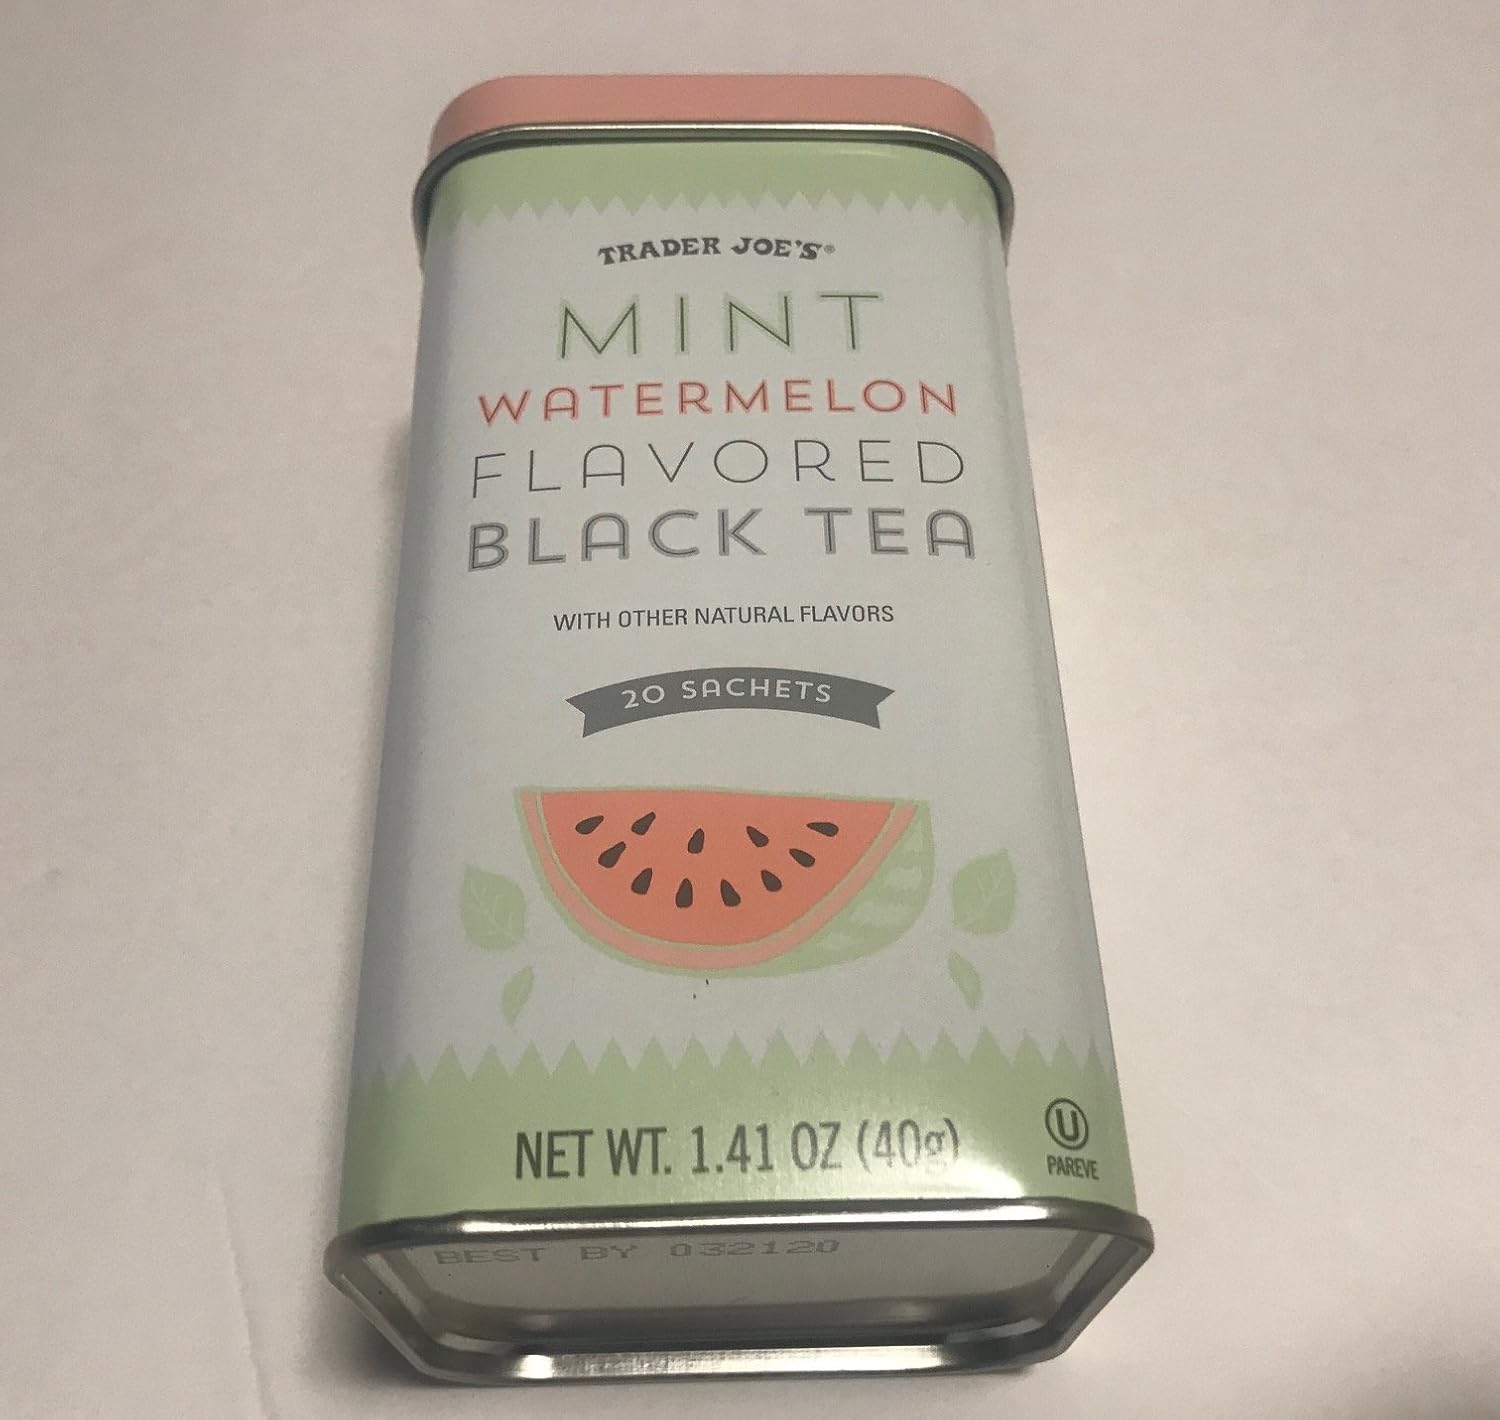 TRADER JOE'S®
MINT
WATERMELON
FLAVORED
BLACK TEA
WITH OTHER NATURAL FLAVORS
20 SACHETS
NET WT. 1.41 OZ (40g)
U
PAREVE
BEST BY 032120